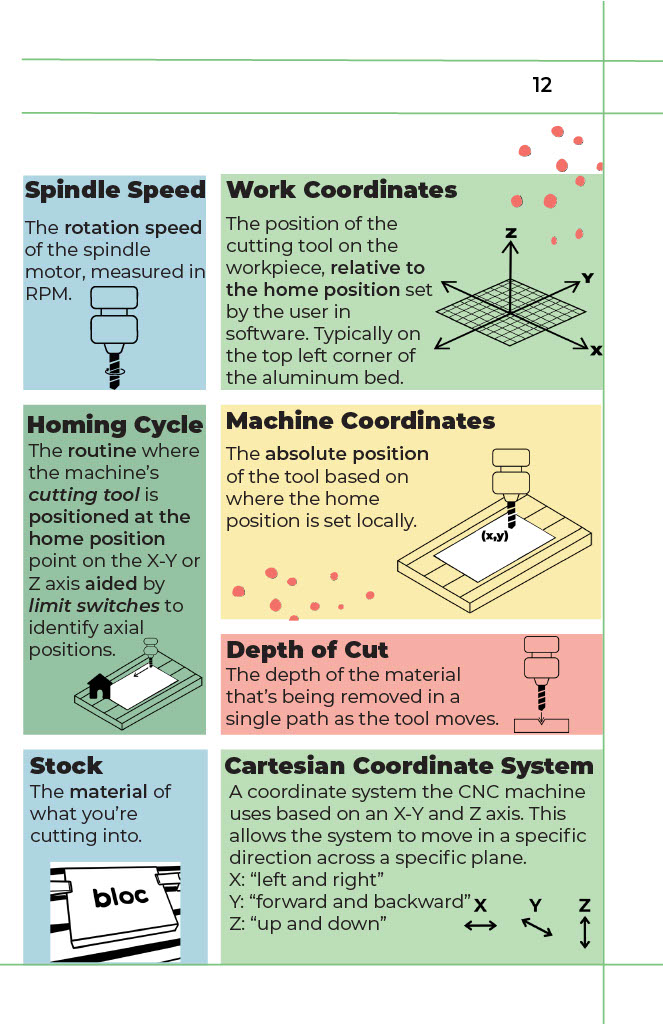 12
Spindle Speed
The rotation speed
of the spindle
motor, measured in
RPM.
Work Coordinates
The position of the
cutting tool on the
workpiece, relative to
the home position set
by the user in
software. Typically on
the top left corner of
the aluminum bed.
Z
Y
X
Homing Cycle
The routine where
the machine's
cutting tool is
positioned at the
home position
point on the X-Y or
Z axis aided by
limit switches to
identify axial
positions.
Machine Coordinates
The absolute position
of the tool based on
where the home
position is set locally.
(x,y)
Depth of Cut
The depth of the material
that's being removed in a
single path as the tool moves.
Stock
The material of
what you're
cutting into.
bloc
Cartesian Coordinate System
A coordinate system the CNC machine
uses based on an X-Y and Z axis. This
allows the system to move in a specific
direction across a specific plane.
X: “left and right”
Y: “forward and backward”
Z: “up and down”
X Y Z